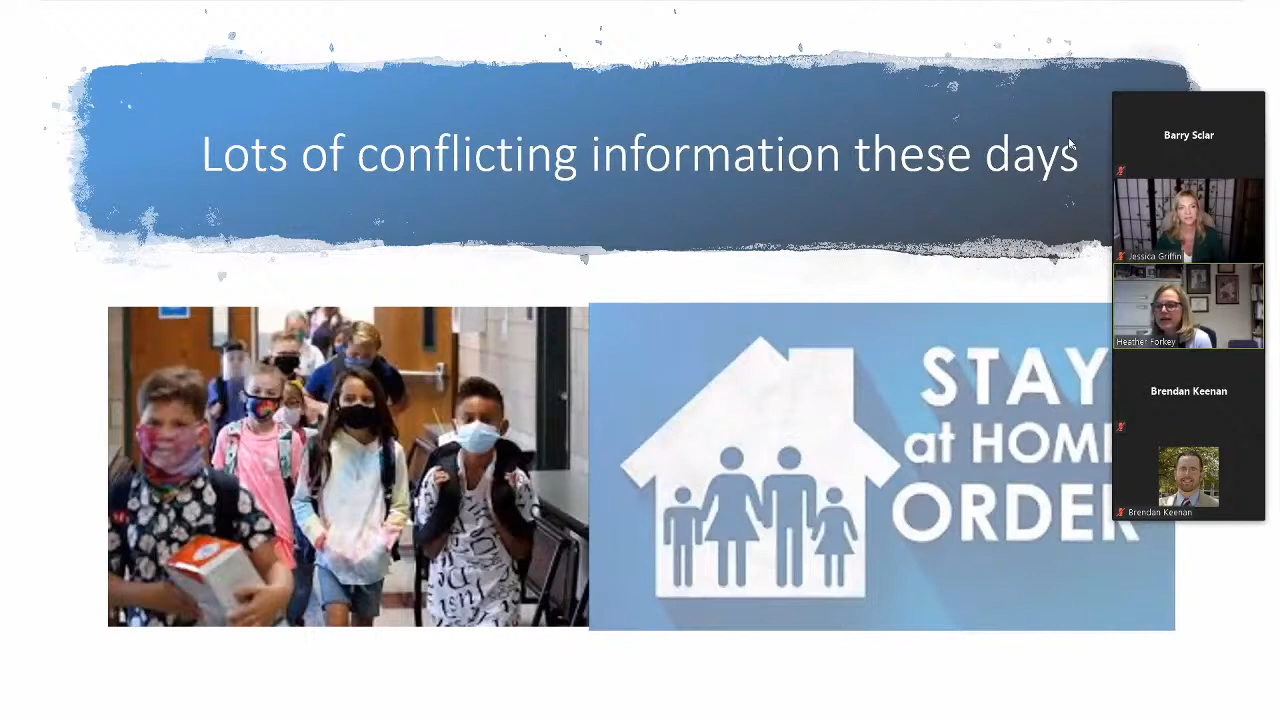 Lots of conflicting information these days
Barry Sclar
Jessica Griffin
Heather Forkey
Brendan Keenan
Brendan Keenan
STAY
at HOM
ORDER